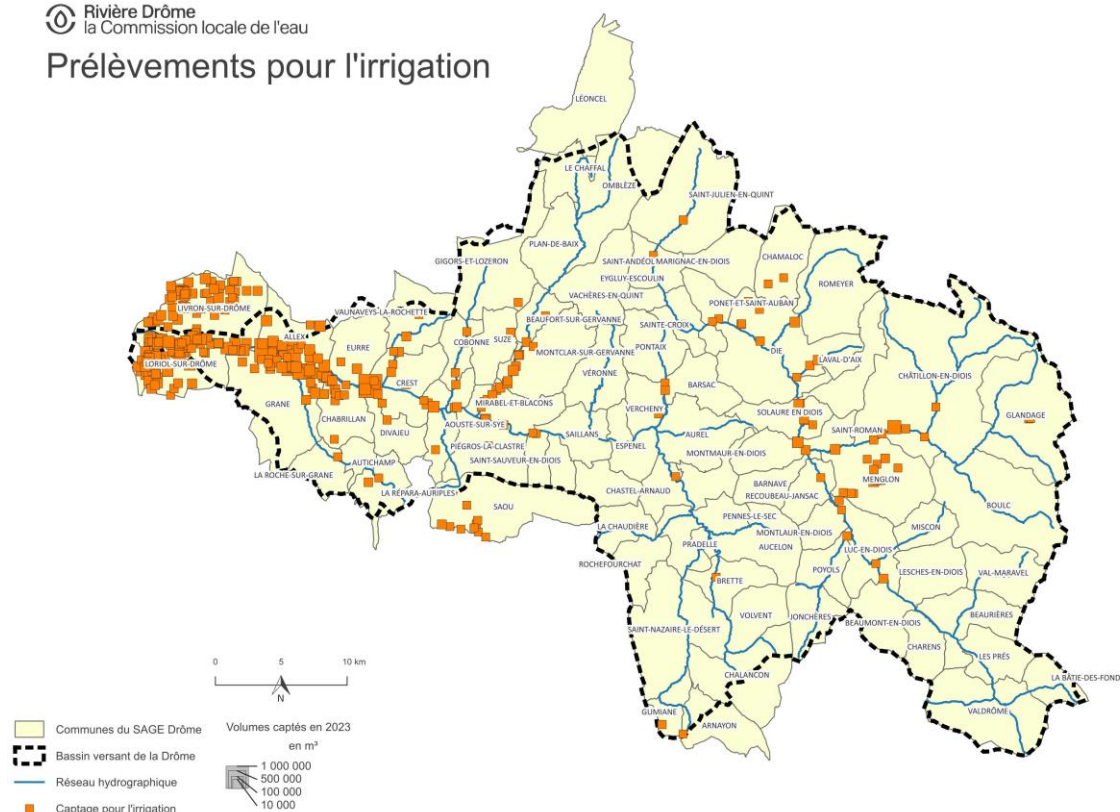 Rivière Drôme
la Commission locale de l'eau
Prélèvements pour l'irrigation
LÉONCEL
LE CHAFFAL
OMBLÈZE
SAINT-JULIEN-EN-QUINT
PLAN-DE-BAIX
GIGORS-ET-LOZERON
SAINT-ANDÉOL
MARIGNAC-EN-DIOIS
CHAMALOC
EYGLUY-ESCOULIN
ROMEYER
VACHÈRES-EN-QUINT
PONET-ET-SAINT-AUBAN
LIVRON-SUR-DRÔME
VAUNAVEYS-LA-ROCHETTE
BEAUFORT-SUR-GERVANNE
SAINTE-CROIX
ALLEX
EURRE
COBONNE
SUZE
MONTCLAR-SUR-GERVANNE
PONTAIX
DIE
LAVAL-D'AIX
LORIOL-SUR-DRÔME
VÉRONNE
CHÂTILLON-EN-DIOIS
CREST
BARSAC
GRANE
MIRABEL-ET-BLACONS
VERCHENY
SOLAURE EN DIOIS
GLANDAGE
CHABRILLAN
AOUSTE-SUR-SYE
SAINT-ROMAN
DIVAJEU
SAILLANS
ESPENEL
AUREL
PIÉGROS-LA-CLASTRE
MONTMAUR-EN-DIOIS
AUTICHAMP
SAINT-SAUVEUR-EN-DIOIS
LA ROCHE-SUR-GRANE
BARNAVE
MENGLON
CHASTEL-ARNAUD
LA RÉPARA-AURIPLES
RECOUBEAU-JANSAC
SAOU
BOULC
PENNES-LE-SEC
LA CHAUDIÈRE
MISCON
MONTLAUR-EN-DIOIS
PRADELLE
AUCELON
LUC-EN-DIOIS
ROCHEFOURCHAT
POYOLS
LESCHES-EN-DIOIS
VAL-MARAVEL
BRETTE
VOLVENT
JONCHÈRES
BEAURIÈRES
BEAUMONT-EN-DIOIS
SAINT-NAZAIRE-LE-DÉSERT
CHARENS
LES PRÉS
CHALANCON
LA BÂTIE-DES-FOND
GUMIANE
VALDRÔME
ARNAYON
0 5 10 km
N
Communes du SAGE Drôme
Bassin versant de la Drôme
Réseau hydrographique
Captage pour l'irrigation
Volumes captés en 2023
en m³
1 000 000
500 000
100 000
10 000